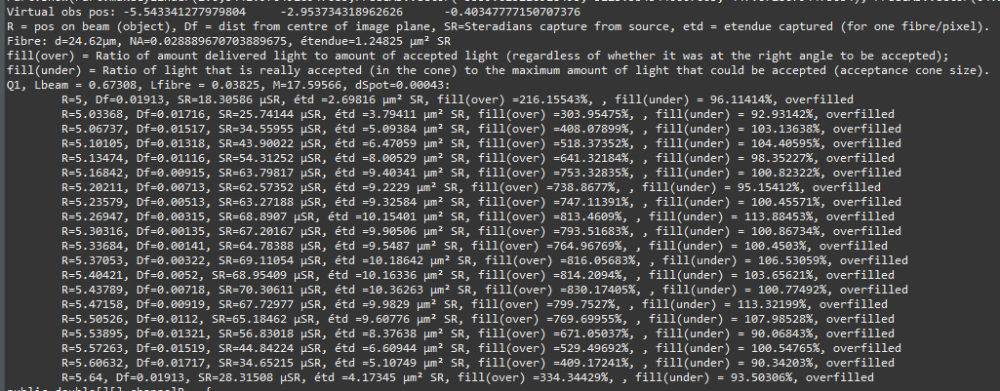 Virtual obs pos: -5.543341277979804 -2.953734318962626 -0.40347771507 07376
R = pos on beam (object), Df = dist from centre of image plane, SR=Steradians capture from source, etd = etendue captured (for one fibre/pixel).
Fibre: d=24.62μm, NA=0.028889670703889675, étendue=1.24825 μm² SR
fill(over) = Ratio of amount delivered light to amount of accepted light (regardless of whether it was at the right angle to be accepted);
fill(under) = Ratio of light that is really accepted (in the cone) to the maximum amount of light that could be accepted (acceptance cone size).
Q1, Lbeam = 0.67308, Lfibre = 0.03825, M=17.59566, dSpot=0.00043:
R=5, Df=0.01913, SR=18.30586 μSR, étd =2.69816 μm² SR, fill(over) =216.15543%, , fill(under) = 96.11414%, overfilled
R=5.03368, Df=0.01716, SR=25.74144 μSR, étd =3.79411 μm² SR, fill(over) =303.95475%, , fill(under) = 92.93142%, overfilled
R=5.06737, Df=0.01517, SR=34.55955 μSR, étd =5.09384 μm² SR, fill(over) =408.07899%, , fill(under) = 103.13638%, overfilled
R=5.10105, Df=0.01318, SR=43.90022 μSR, étd =6.47059 μm² SR, fill(over) =518.37352%, , fill(under) = 104.40595%, overfilled
R=5.13474, Df=0.01116, SR=54.31252 μSR, étd =8.00529 μm² SR, fill(over) =641.32184%, , fill(under) = 98.35227%, overfilled
R=5.16842, Df=0.00915, SR=63.79817 μSR, étd =9.40341 μm² SR, fill(over) =753.32835%, , fill(under) = 100.82322%, overfilled
R=5.20211, Df=0.00713, SR=62.57352 μSR, étd =9.2229 μm² SR, fill(over) =738.8677%, , fill(under) = 95.15412%, overfilled
R=5.23579, Df=0.00513, SR=63.27188 μSR, étd =9.32584 μm² SR, fill(over) =747.11391%, , fill(under) = 100.45571%, overfilled
R=5.26947, Df=0.00315, SR=68.8907 μSR, étd =10.15401 μm² SR, fill(over) =813.4609%, , fill(under) = 113.88453%, overfilled
R=5.30316, Df=0.00135, SR=67.20167 μSR, étd =9.90506 μm² SR, fill(over) =793.51683%, , fill(under) = 100.86734%, overfilled
R=5.33684, Df=0.00141, SR=64.78388 μSR, étd =9.5487 μm² SR, fill(over) =764.96769%, , fill(under) = 100.4503%, overfilled
R=5.37053, Df=0.00322, SR=69.11054 μSR, étd =10.18642 μm² SR, fill(over) =816.05683%, , fill(under) = 106.53059%, overfilled
R=5.40421, Df=0.0052, SR=68.95409 μSR, étd =10.16336 μm² SR, fill(over) =814.2094%, , fill(under) = 103.65621%, overfilled
R=5.43789, Df=0.00718, SR=70.30611 μSR, étd =10.36263 μm² SR, fill(over) =830.17405%, , fill(under) = 100.77492%, overfilled
R=5.47158, Df=0.00919, SR=67.72977 μSR, étd =9.9829 μm² SR, fill(over) =799.7527%, , fill(under) = 113.32199%, overfilled
R=5.50526, Df=0.0112, SR=65.18462 μSR, étd =9.60776 μm² SR, fill(over) =769.69955%, , fill(under) = 107.98528%, overfilled
R=5.53895, Df=0.01321, SR=56.83018 μSR, étd =8.37638 μm² SR, fill(over) =671.05037%, , fill(under) = 90.06843%, overfilled
R=5.57263, Df=0.01519, SR=44.84224 μSR, étd =6.60944 μm² SR, fill(over) =529.49692%, , fill(under) = 100.54765%, overfilled
R=5.60632, Df=0.01717, SR=34.65215 μSR, étd =5.10749 μm² SR, fill(over) =409.17241%, , fill(under) = 90.34203%, overfilled
R=5.64, Df=0.01913, SR=28.31508 μSR, étd =4.17345 μm² SR, fill(over) =334.34429%, , fill(under) = 93.50306%, overfilled